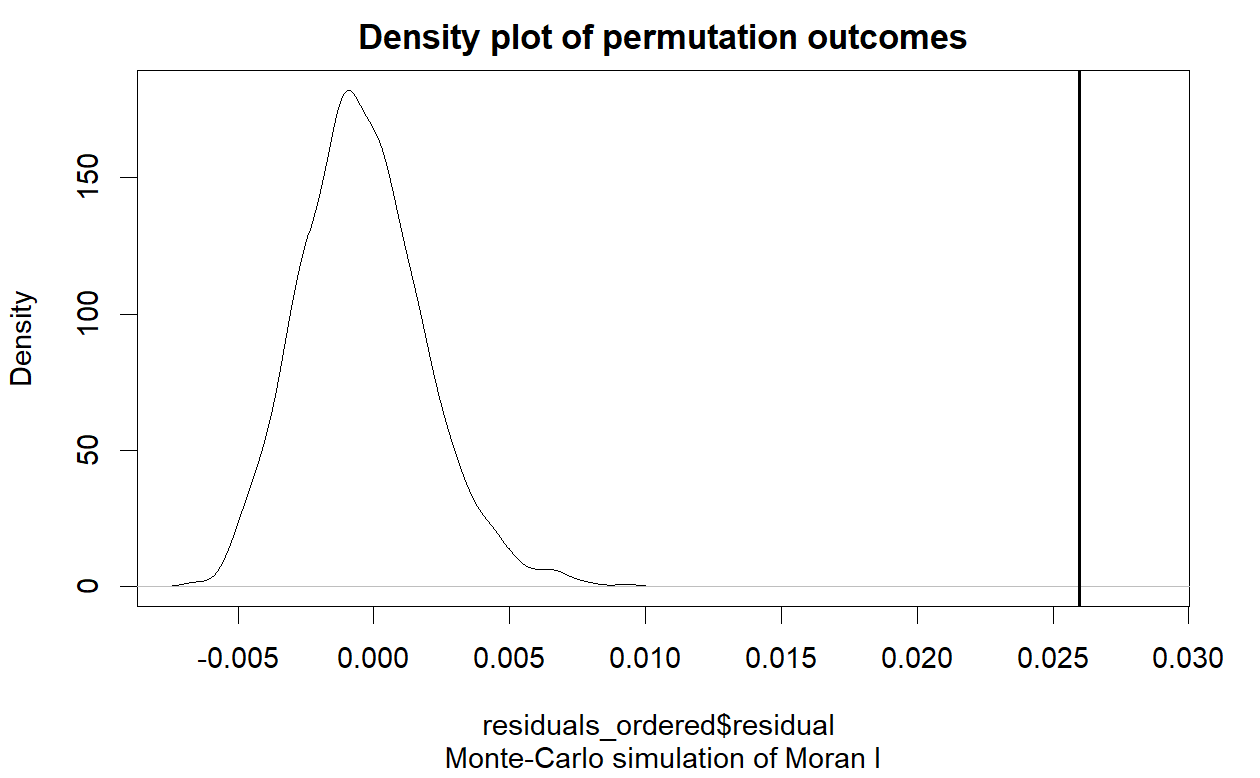 Density plot of permutation outcomes
Density
150
100
50
0
-0.005 0.000 0.005 0.010 0.015 0.020 0.025 0.030
residuals_ordered$residual
Monte-Carlo simulation of Moran I